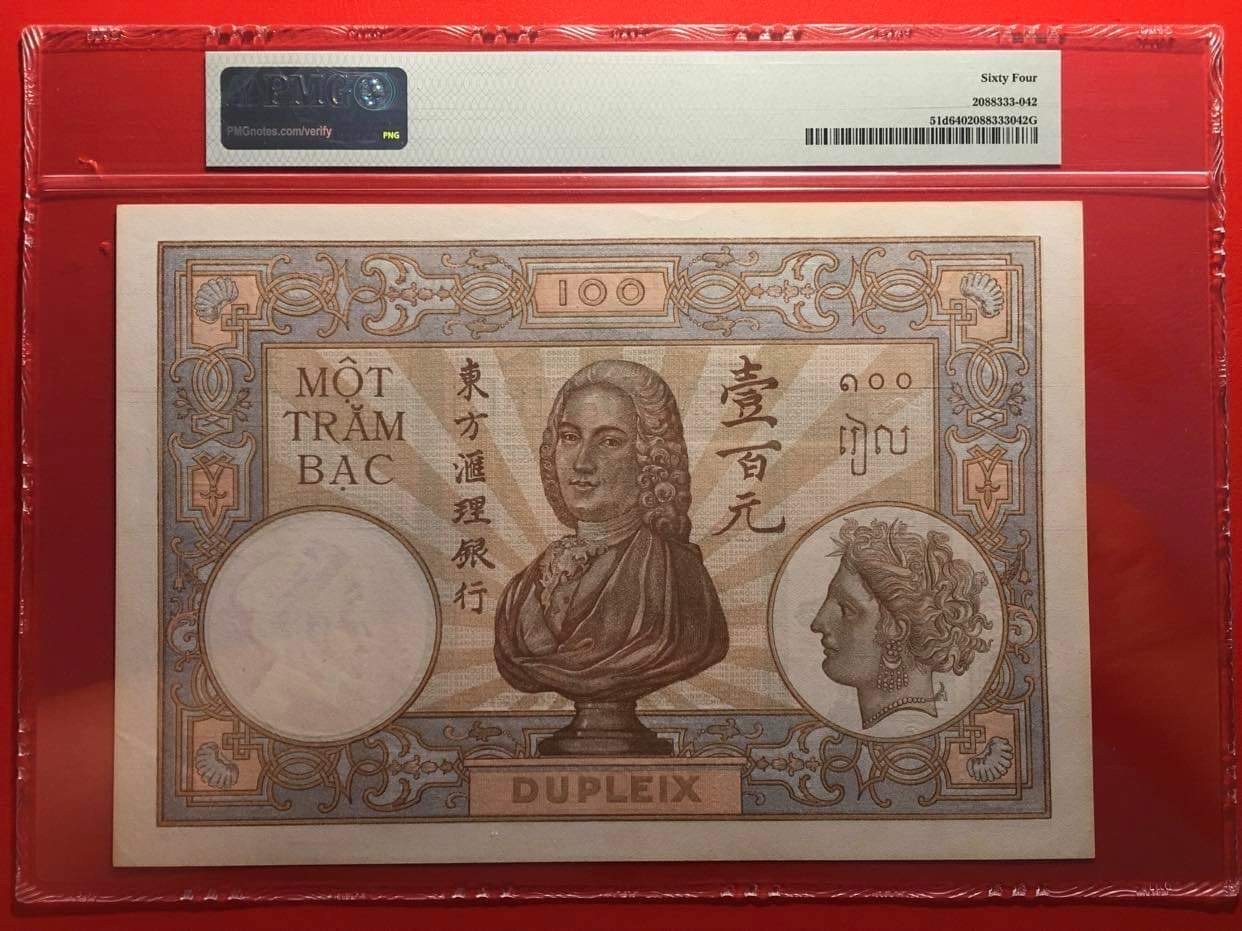 PMG
PMGnotes.com/verify
PNG
Sixty Four
2088333-042
51d6402088333042G
100
MỘT
TRĂM
BẠC
東方滙理銀行
壹百元
១០០
រៀល
DUPLEIX